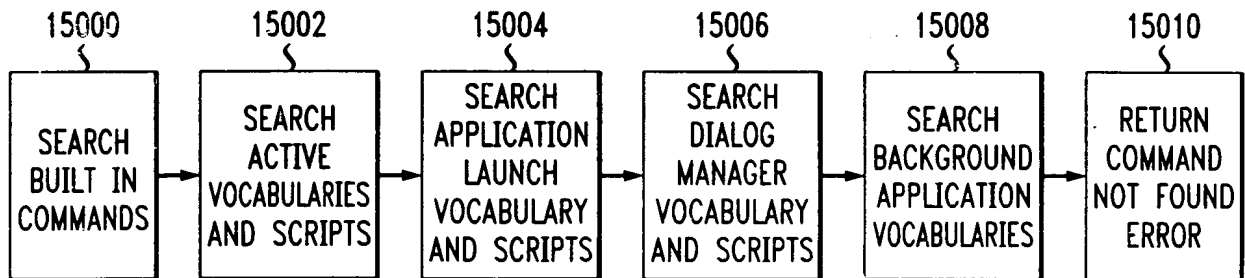 15000
15002
15004
15006
15008
15010
SEARCH
BUILT IN
COMMANDS
SEARCH
ACTIVE
VOCABULARIES
AND SCRIPTS
SEARCH
APPLICATION
LAUNCH
VOCABULARY
AND SCRIPTS
SEARCH
DIALOG
MANAGER
VOCABULARY
AND SCRIPTS
SEARCH
BACKGROUND
APPLICATION
VOCABULARIES
RETURN
COMMAND
NOT FOUND
ERROR